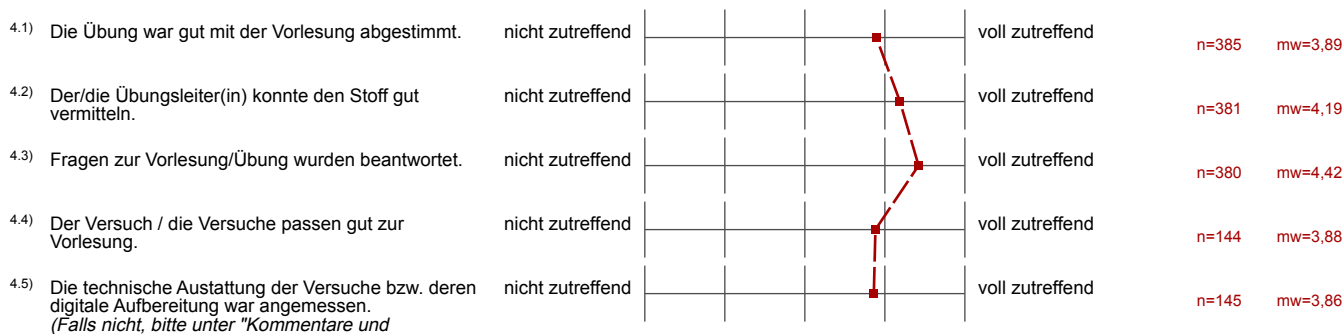 4.1) Die Übung war gut mit der Vorlesung abgestimmt. nicht zutreffend voll zutreffend n=385 mw=3,89
4.2) Der/die Übungsleiter(in) konnte den Stoff gut nicht zutreffend voll zutreffend n=381 mw=4,19
vermitteln.
4.3) Fragen zur Vorlesung/Übung wurden beantwortet. nicht zutreffend voll zutreffend n=380 mw=4,42
4.4) Der Versuch / die Versuche passen gut zur nicht zutreffend voll zutreffend n=144 mw=3,88
Vorlesung.
4.5) Die technische Austattung der Versuche bzw. deren nicht zutreffend voll zutreffend n=145 mw=3,86
digitale Aufbereitung war angemessen.
(Falls nicht, bitte unter "Kommentare und